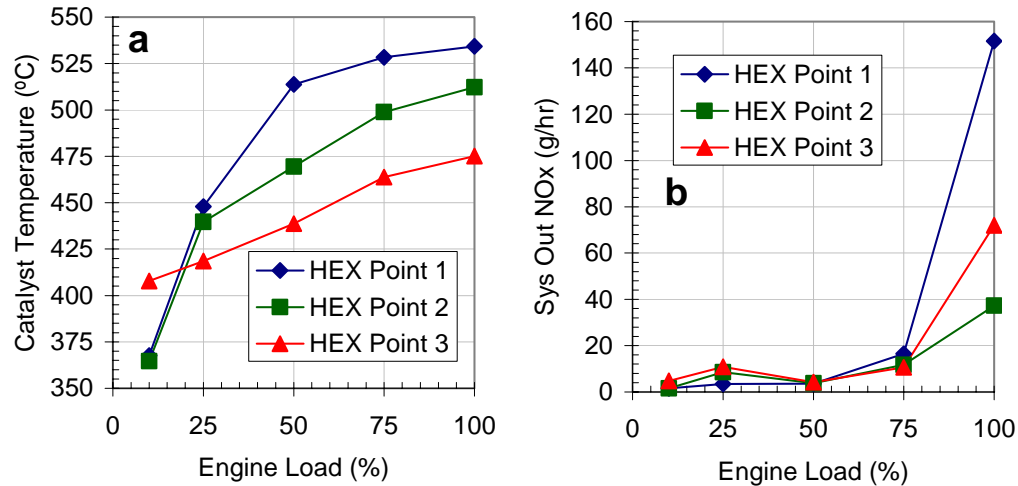 a
Catalyst Temperature (ºC)
550
525
500
475
450
425
400
375
350
0 25 50 75 100
Engine Load (%)
HEX Point 1
HEX Point 2
HEX Point 3
b
Sys Out NOx (g/hr)
160
140
120
100
80
60
40
20
0
0 25 50 75 100
Engine Load (%)
HEX Point 1
HEX Point 2
HEX Point 3